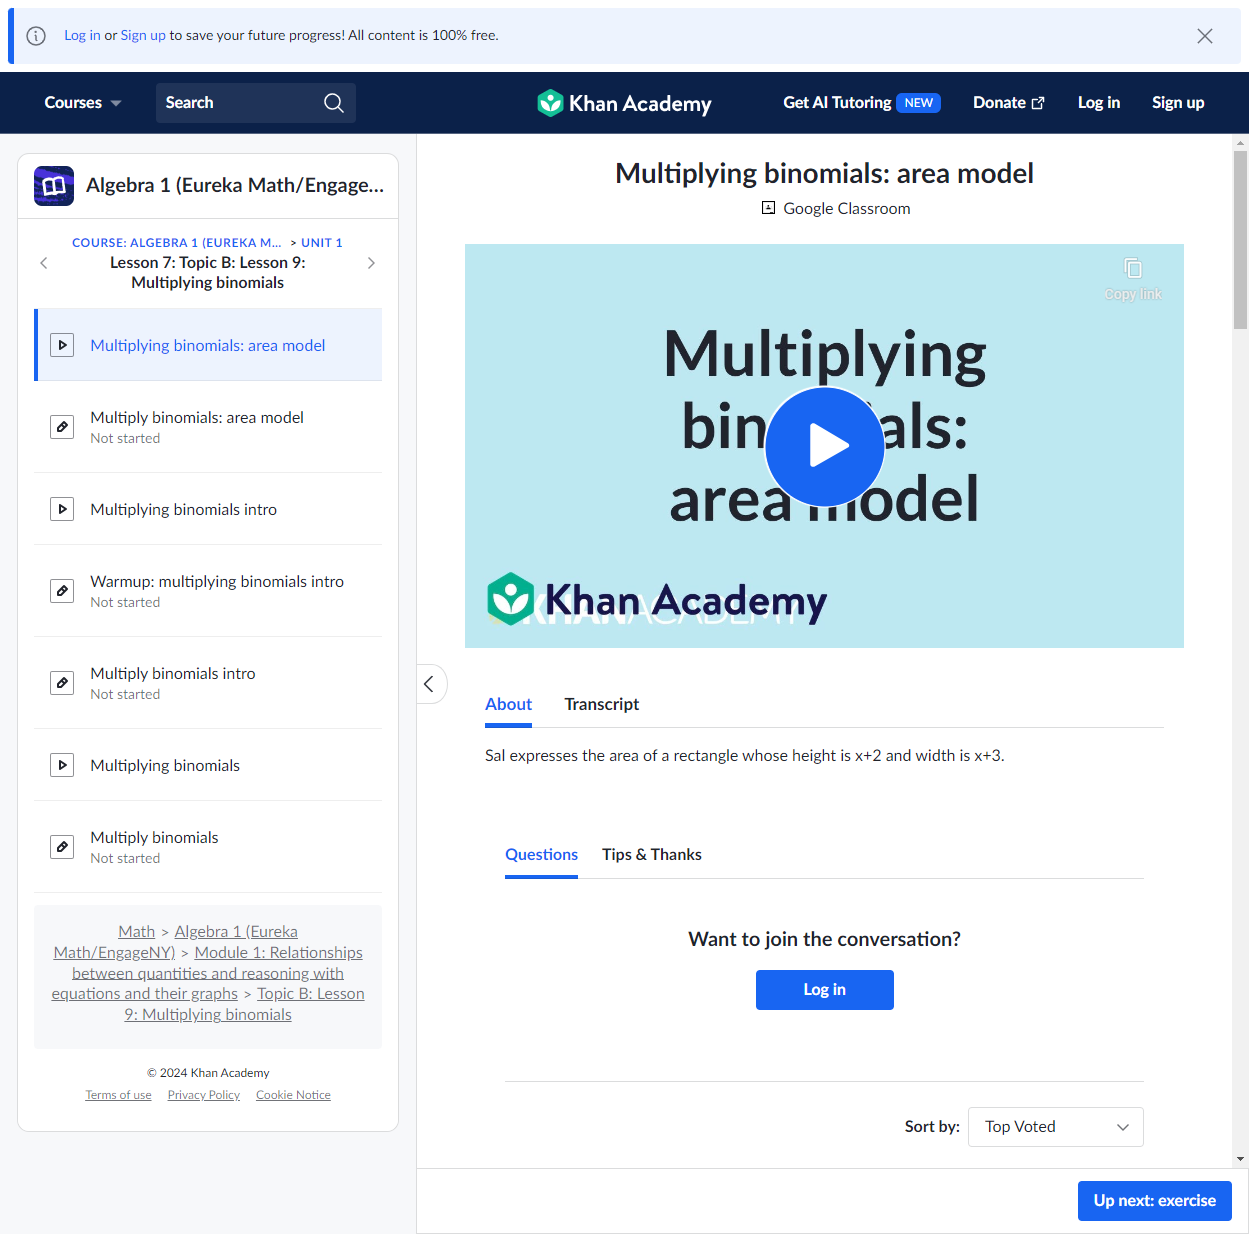 Log in or Sign up to save your future progress! All content is 100% free.
Courses
Search
Khan Academy
Get AI Tutoring NEW
Donate
Log in
Sign up
Algebra 1 (Eureka Math/Engage...
COURSE: ALGEBRA 1 (EUREKA M... > UNIT 1
Lesson 7: Topic B: Lesson 9:
Multiplying binomials
Multiplying binomials: area model
Multiply binomials: area model
Not started
Multiplying binomials intro
Warmup: multiplying binomials intro
Not started
Multiply binomials intro
Not started
Multiplying binomials
Multiply binomials
Not started
Math > Algebra 1 (Eureka
Math/EngageNY) > Module 1: Relationships
between quantities and reasoning with
equations and their graphs > Topic B: Lesson
9: Multiplying binomials
© 2024 Khan Academy
Terms of use Privacy Policy Cookie Notice
Multiplying binomials: area model
Google Classroom
Copy link
Multiplying
binomials:
area model
Khan Academy
KHANACADEMY
About Transcript
Sal expresses the area of a rectangle whose height is x+2 and width is x+3.
Questions Tips & Thanks
Want to join the conversation?
Log in
Sort by: Top Voted
Up next: exercise